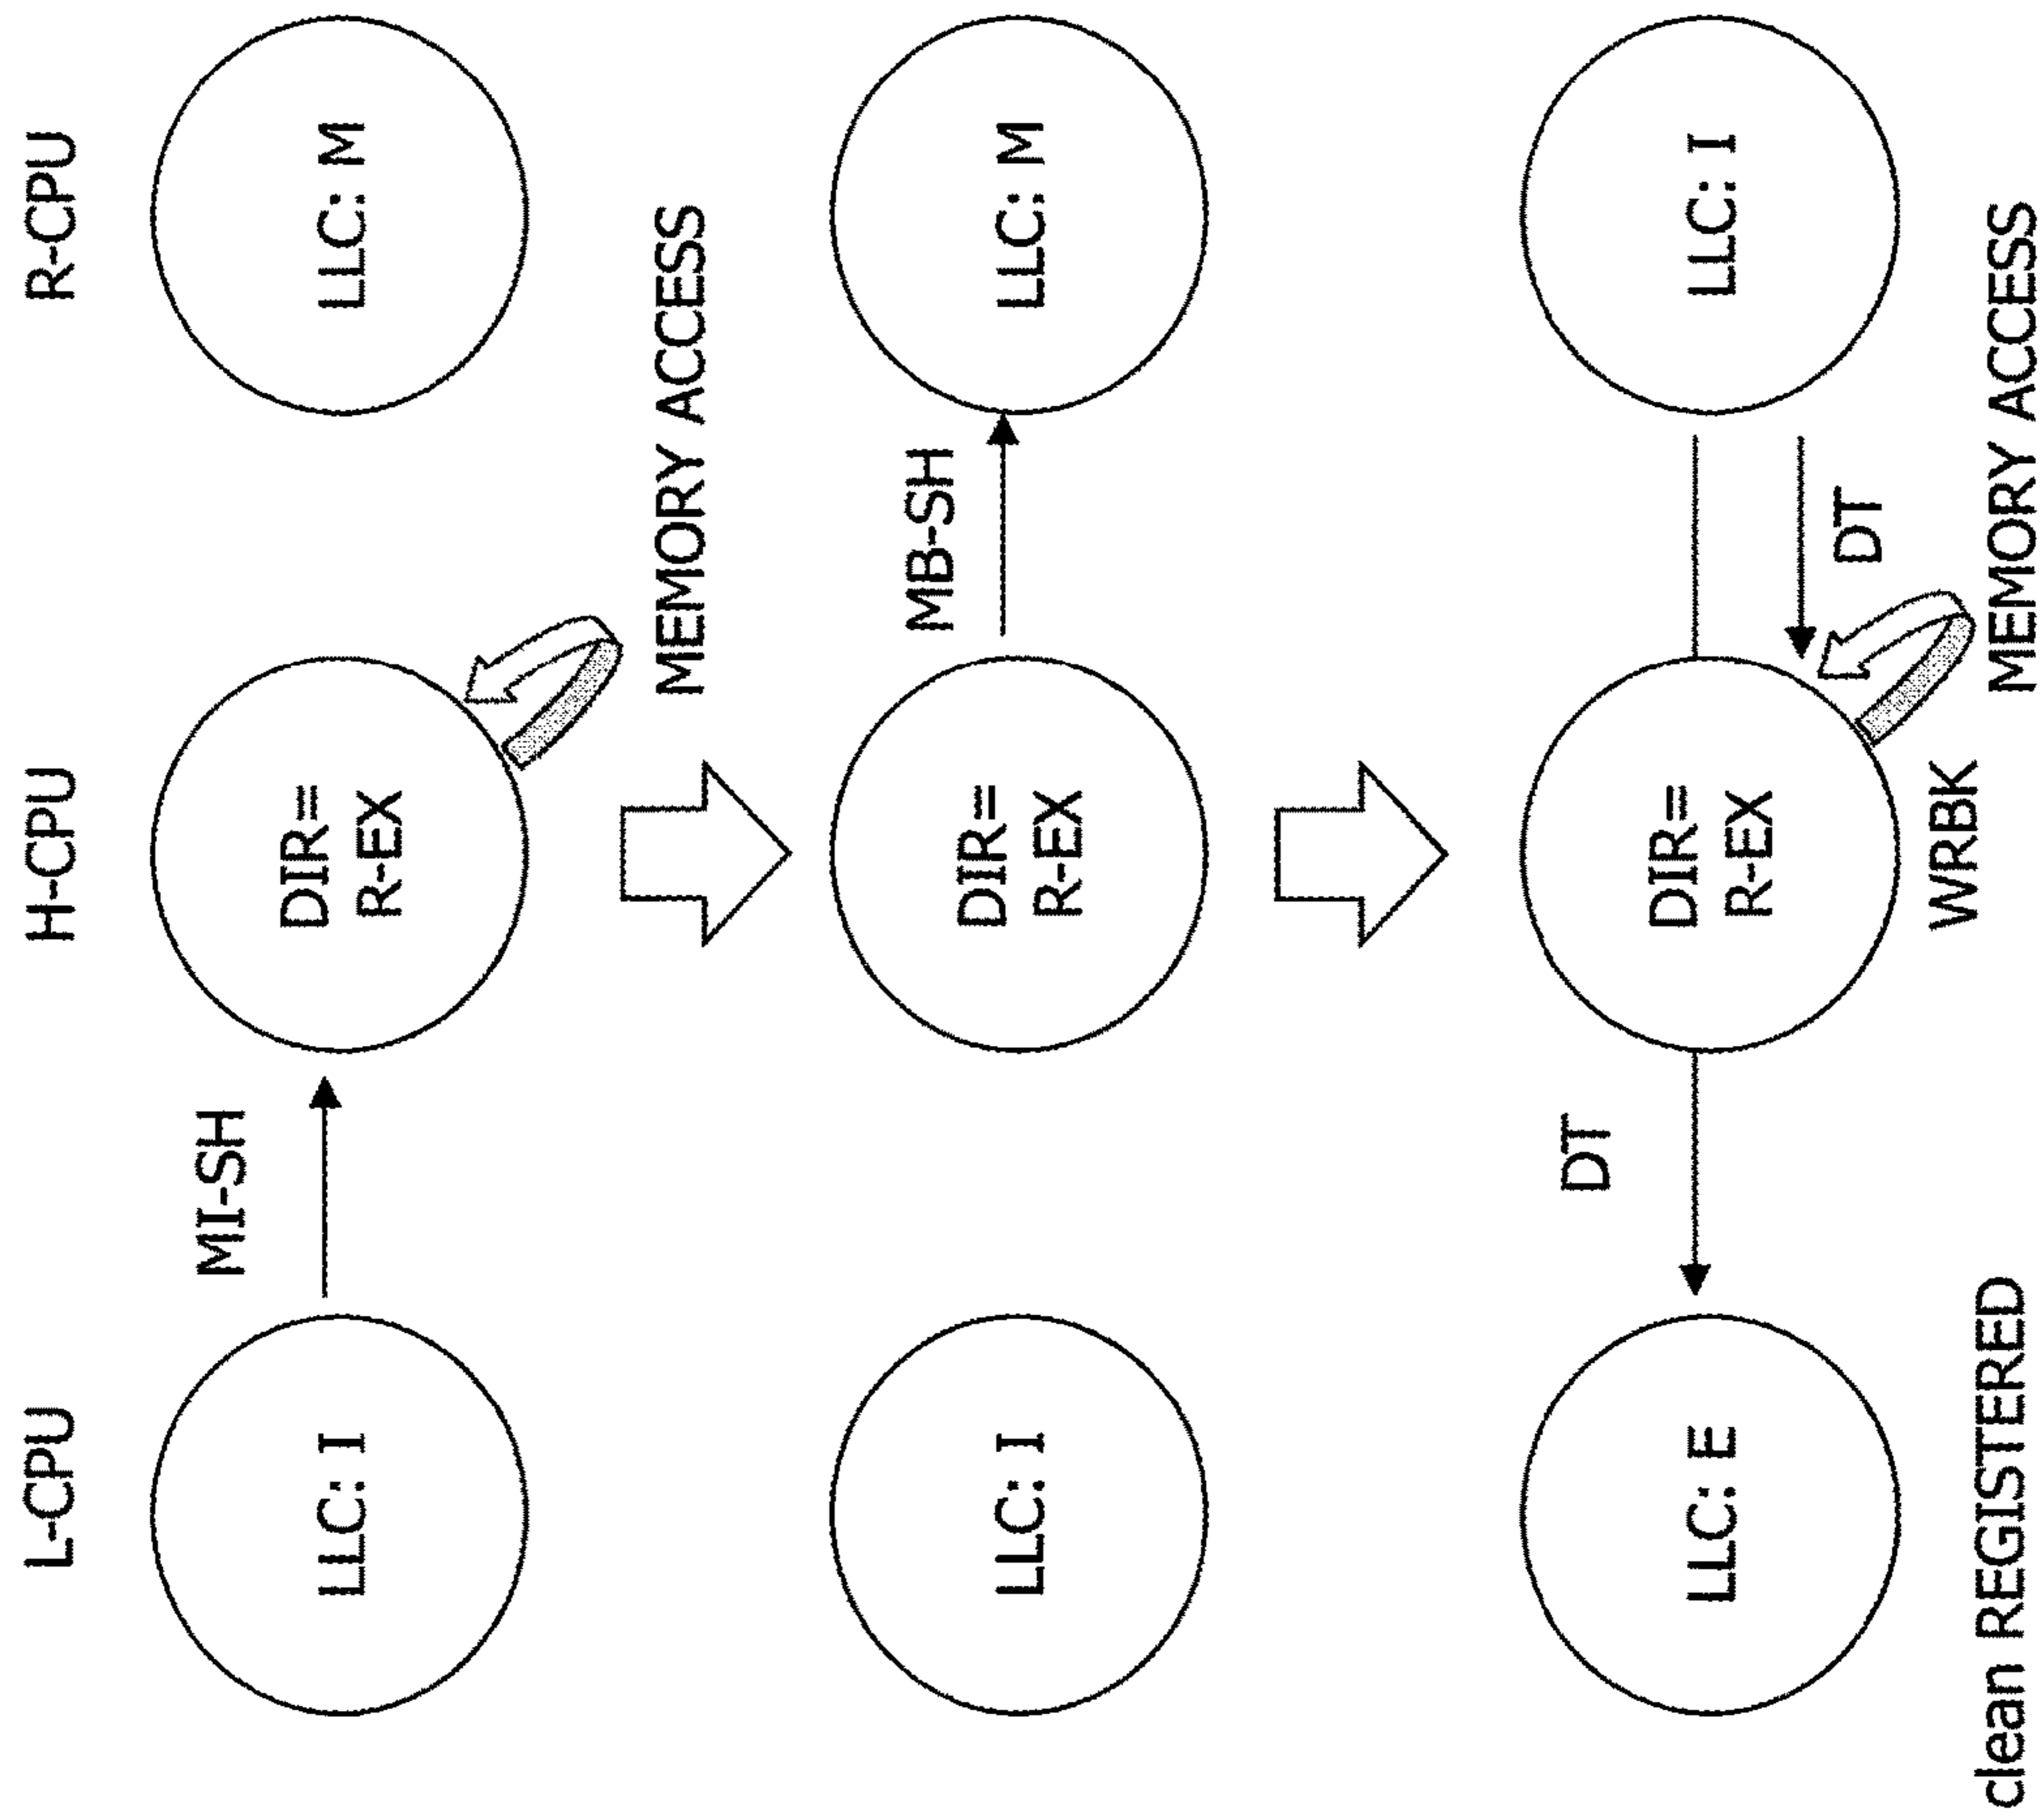 L-CPU
H-CPU
R-CPU
MI-SH
LLC: I
DIR=
R-EX
LLC: M
MEMORY ACCESS
MB-SH
LLC: I
DIR=
R-EX
LLC: M
DT
LLC: E
DIR=
R-EX
LLC: I
DT
clean REGISTERED
WRBK
MEMORY ACCESS